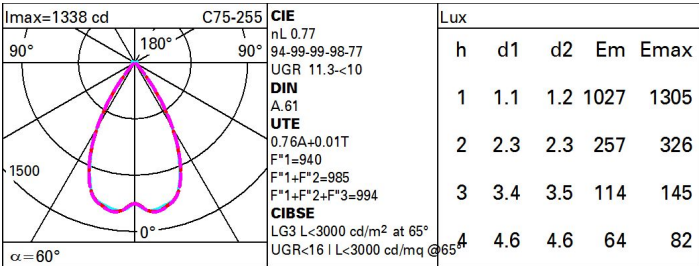 Imax=1338 cd C75-255
90° 180° 90°
1500
0°
α=60°
CIE
nL 0.77
94-99-99-98-77
UGR 11.3-<10
DIN
A.61
UTE
0.76A+0.01T
F"1=940
F"1+F"2=985
F"1+F"2+F"3=994
CIBSE
LG3 L<3000 cd/m² at 65°
UGR<16 | L<3000 cd/mq @65°
Lux
h d1 d2 Em Emax
1 1.1 1.2 1027 1305
2 2.3 2.3 257 326
3 3.4 3.5 114 145
4 4.6 4.6 64 82